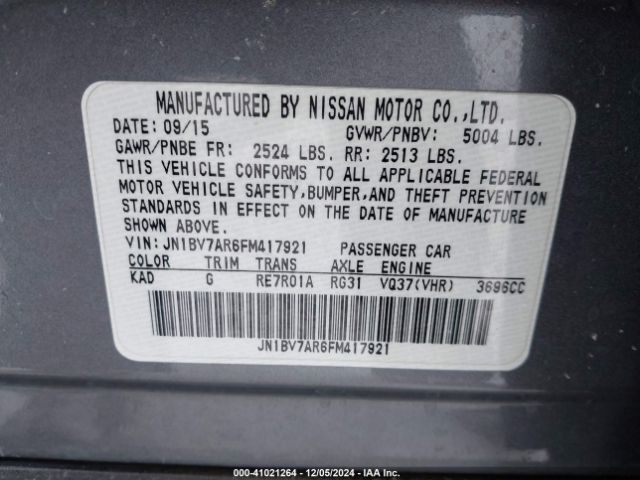 MANUFACTURED BY NISSAN MOTOR CO.,LTD.
DATE: 09/15 GVWR/PNBV: 5004 LBS.
GAWR/PNBE FR: 2524 LBS. RR: 2513 LBS.
THIS VEHICLE CONFORMS TO ALL APPLICABLE FEDERAL
MOTOR VEHICLE SAFETY,BUMPER,AND THEFT PREVENTION
STANDARDS IN EFFECT ON THE DATE OF MANUFACTURE
SHOWN ABOVE.
VIN: JN1BV7AR6FM417921 PASSENGER CAR
COLOR TRIM TRANS AXLE ENGINE
KAD G RE7R01A RG31 VQ37(VHR) 3696CC
JN1BV7AR6FM417921
000-41021264 - 12/05/2024 - IAA Inc.